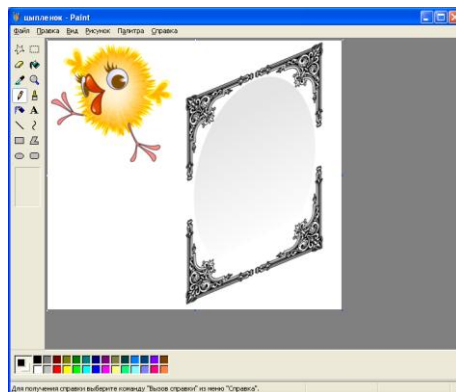 цыпленок - Paint
Файл Правка Вид Рисунок Палитра Справка
A
Для получения справки выберите команду "Вызов справки" из меню "Справка".